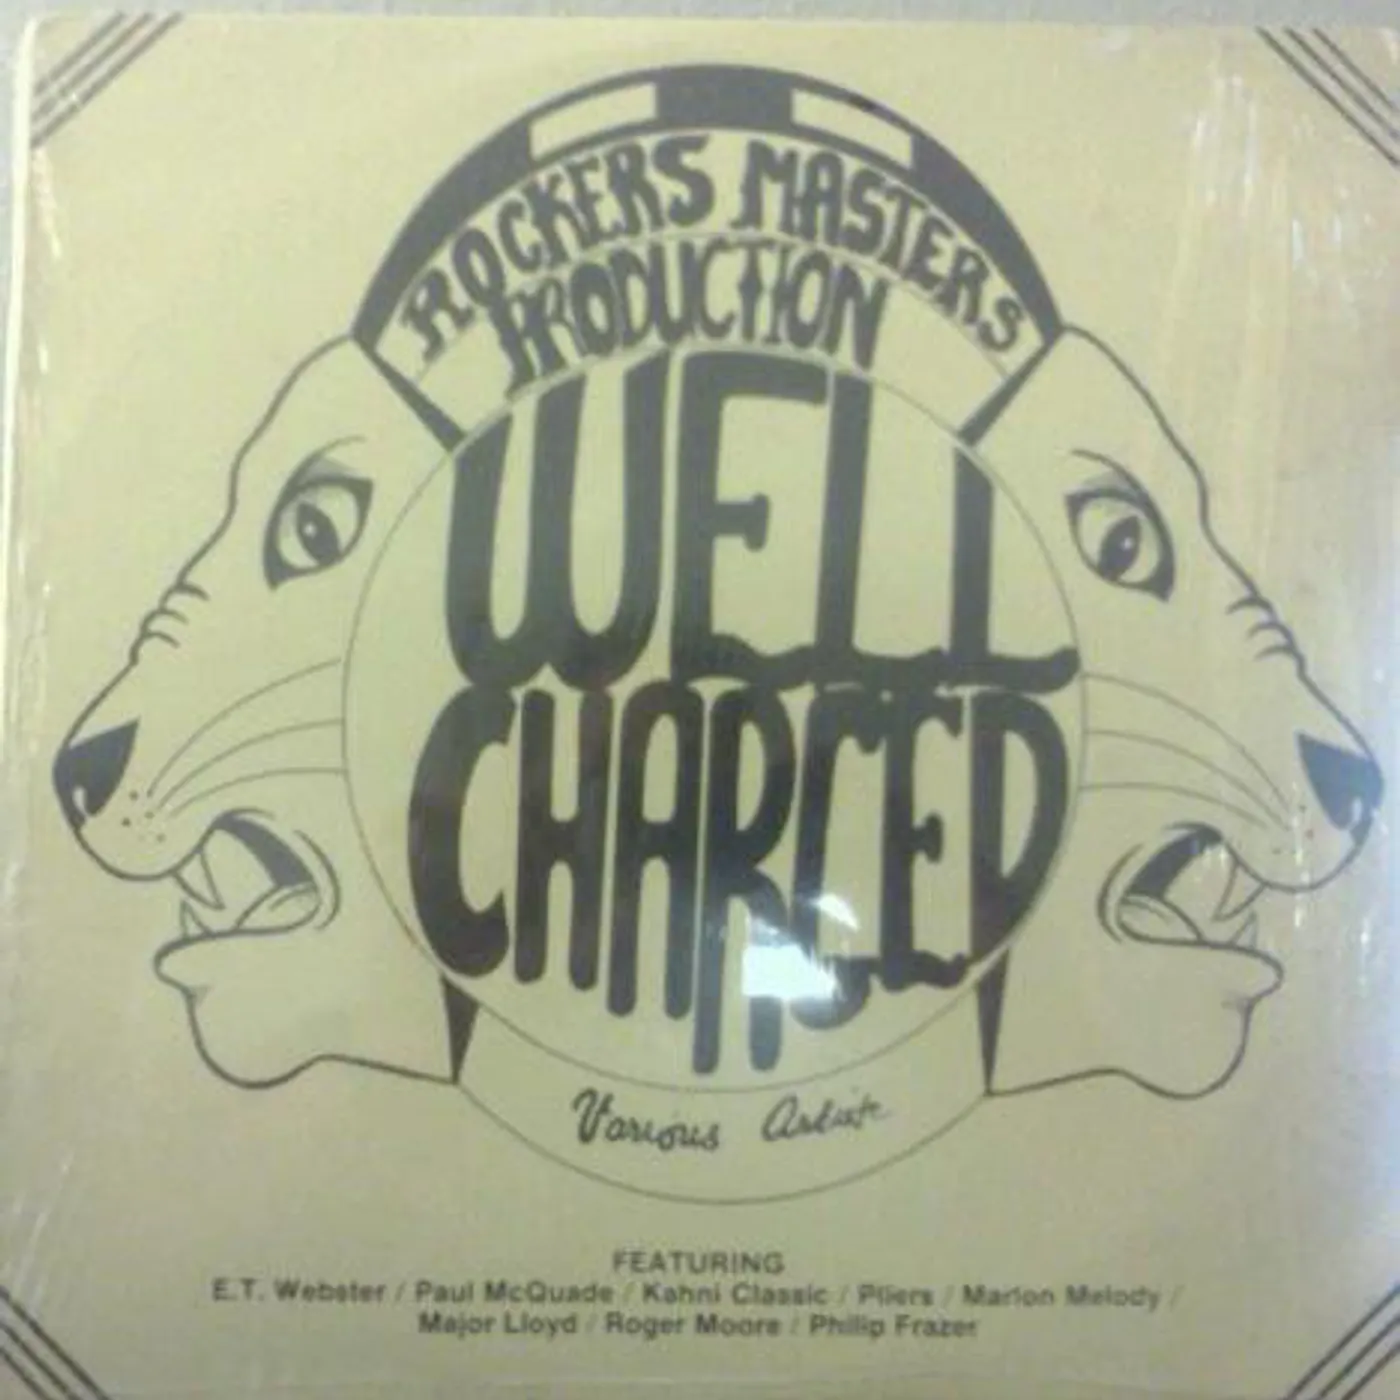 ROCKERS MASTERS
PRODUCTION
WELL
CHARGED
Various Artists
FEATURING
E.T. Webster / Paul McQuade / Kahni Classic / Pliers / Marlon Melody /
Major Lloyd / Roger Moore / Philip Frazer